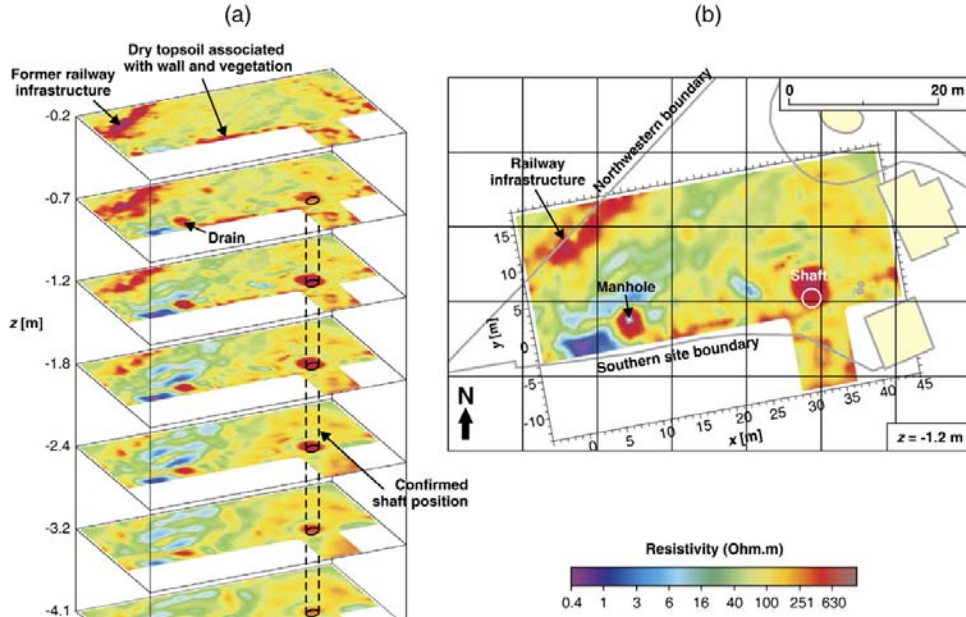 (a)
Dry topsoil associated
with wall and vegetation
Former railway
infrastructure
-0.2
-0.7
Drain
-1.2
z [m]
-1.8
-2.4
Confirmed
shaft position
-3.2
-4.1
(b)
0 20 m
Northwestern boundary
Railway
infrastructure
15
10
5
0
-5
-10
y [m]
Manhole
Shaft
Southern site boundary
N
0 5 10 15 20 25 30 35 40 45
x [m]
z = -1.2 m
Resistivity (Ohm.m)
0.4 1 3 6 16 40 100 251 630